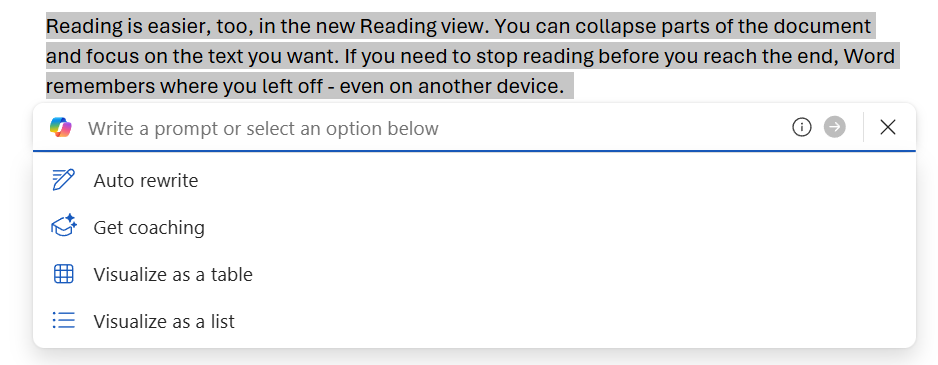 Reading is easier, too, in the new Reading view. You can collapse parts of the document
and focus on the text you want. If you need to stop reading before you reach the end, Word
remembers where you left off - even on another device.
Write a prompt or select an option below
Auto rewrite
Get coaching
Visualize as a table
Visualize as a list